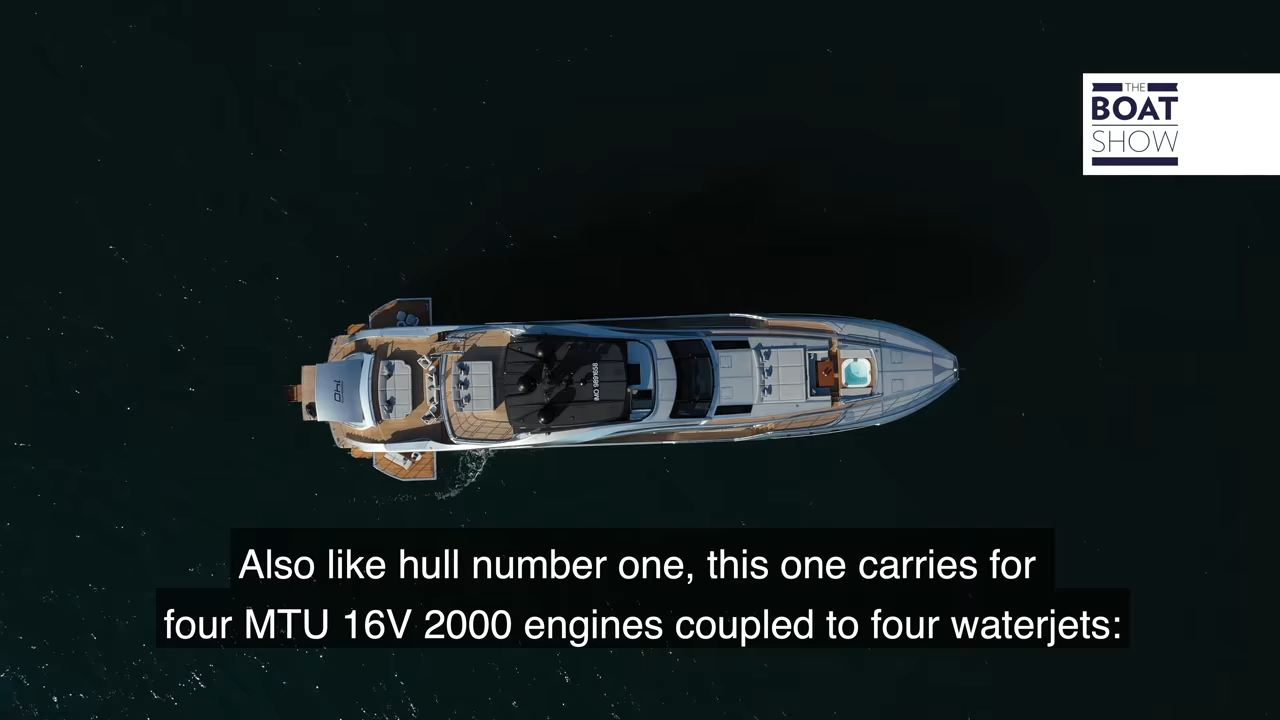 THE
BOAT
SHOW
Also like hull number one, this one carries for
four MTU 16V 2000 engines coupled to four waterjets: